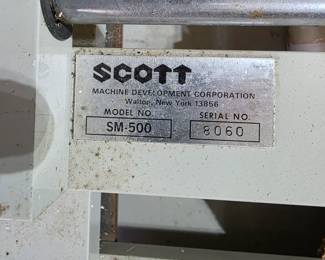 SCOTT
MACHINE DEVELOPMENT CORPORATION
Walton, New York 13856
MODEL NO. SERIAL NO.
SM-500 8060